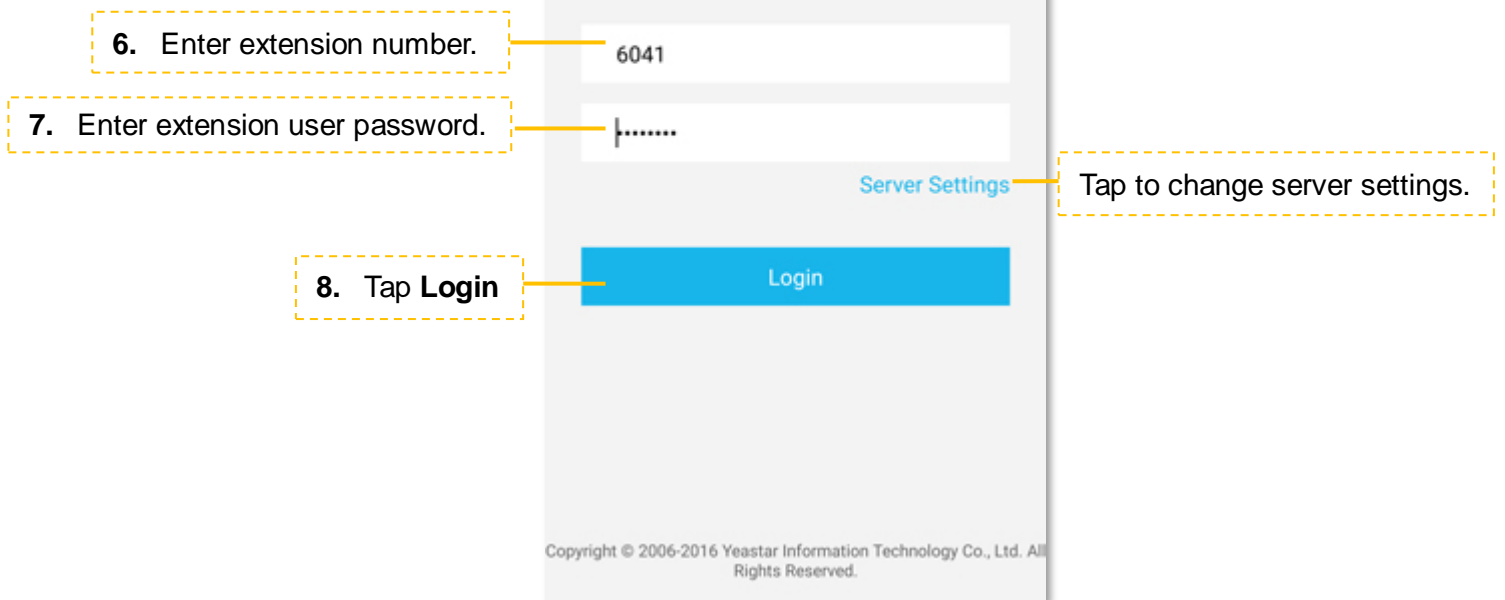 6. Enter extension number.
6041
7. Enter extension user password.
••••••••
Server Settings
Tap to change server settings.
8. Tap Login
Login
Copyright © 2006-2016 Yeastar Information Technology Co., Ltd. All
Rights Reserved.